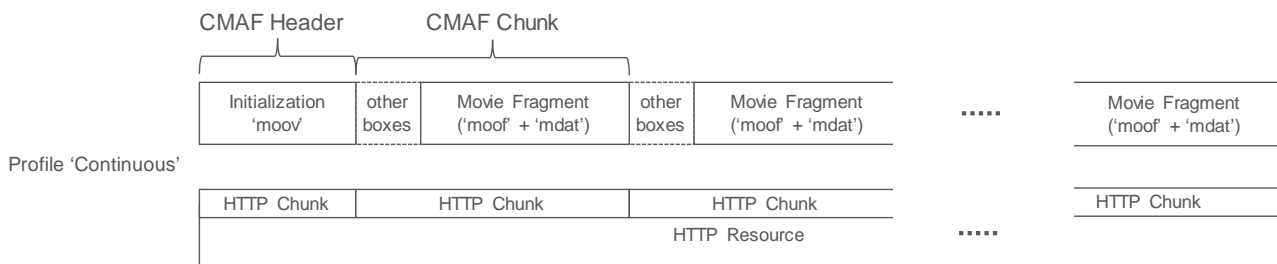 CMAF Header CMAF Chunk
Initialization other Movie Fragment other Movie Fragment ..... Movie Fragment
‘moov’ boxes (‘moof’ + ‘mdat’) boxes (‘moof’ + ‘mdat’) (‘moof’ + ‘mdat’)
Profile ‘Continuous’
HTTP Chunk HTTP Chunk HTTP Chunk HTTP Chunk
HTTP Resource .....